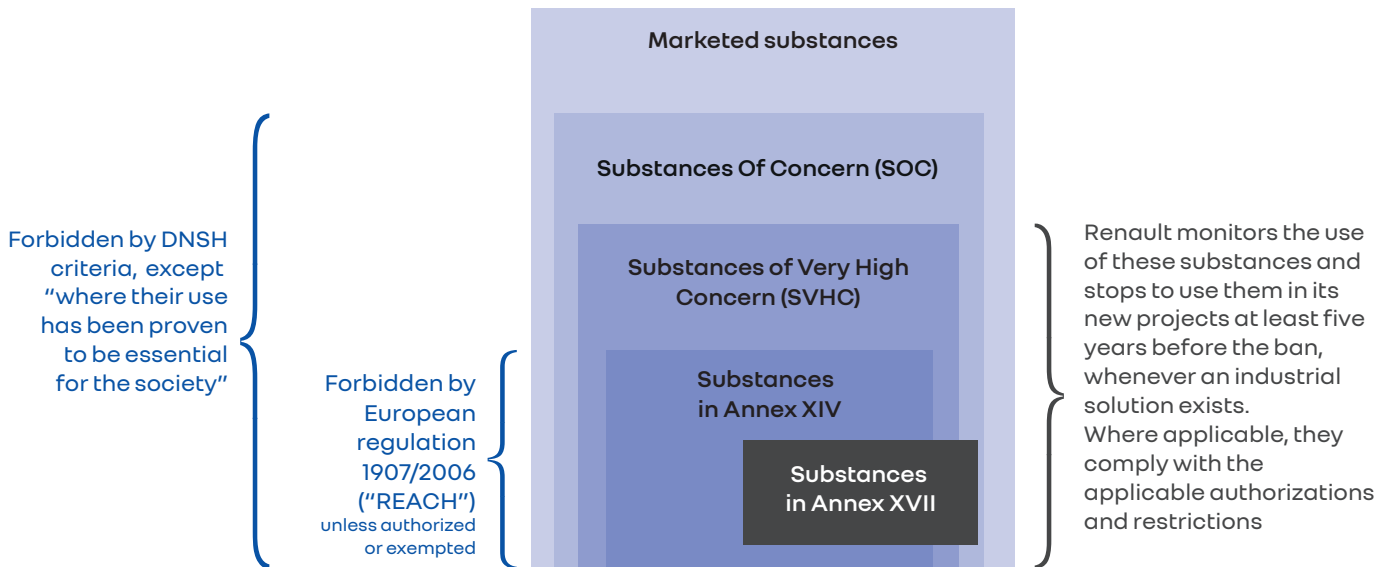 Marketed substances
Substances Of Concern (SOC)
Substances of Very High
Concern (SVHC)
Substances
in Annex XIV
Substances
in Annex XVII
Forbidden by DNSH
criteria, except
“where their use
has been proven
to be essential
for the society”
Forbidden by
European
regulation
1907/2006
(“REACH”)
unless authorized
or exempted
Renault monitors the use
of these substances and
stops to use them in its
new projects at least five
years before the ban,
whenever an industrial
solution exists.
Where applicable, they
comply with the
applicable authorizations
and restrictions